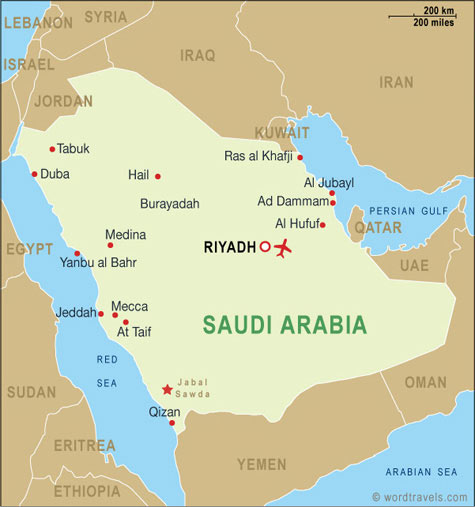 200 km
200 miles
LEBANON
SYRIA
ISRAEL
IRAQ
IRAN
JORDAN
KUWAIT
Tabuk
Ras al Khafji
Duba
Hail
Al Jubayl
Burayadah
Ad Dammam
PERSIAN GULF
Al Hufuf
QATAR
EGYPT
Medina
RIYADH
Yanbu al Bahr
UAE
Jeddah
Mecca
At Taif
SAUDI ARABIA
RED
SEA
Jabal
Sawda
OMAN
SUDAN
Qizan
ERITREA
YEMEN
ARABIAN SEA
ETHIOPIA
© wordtravels.com